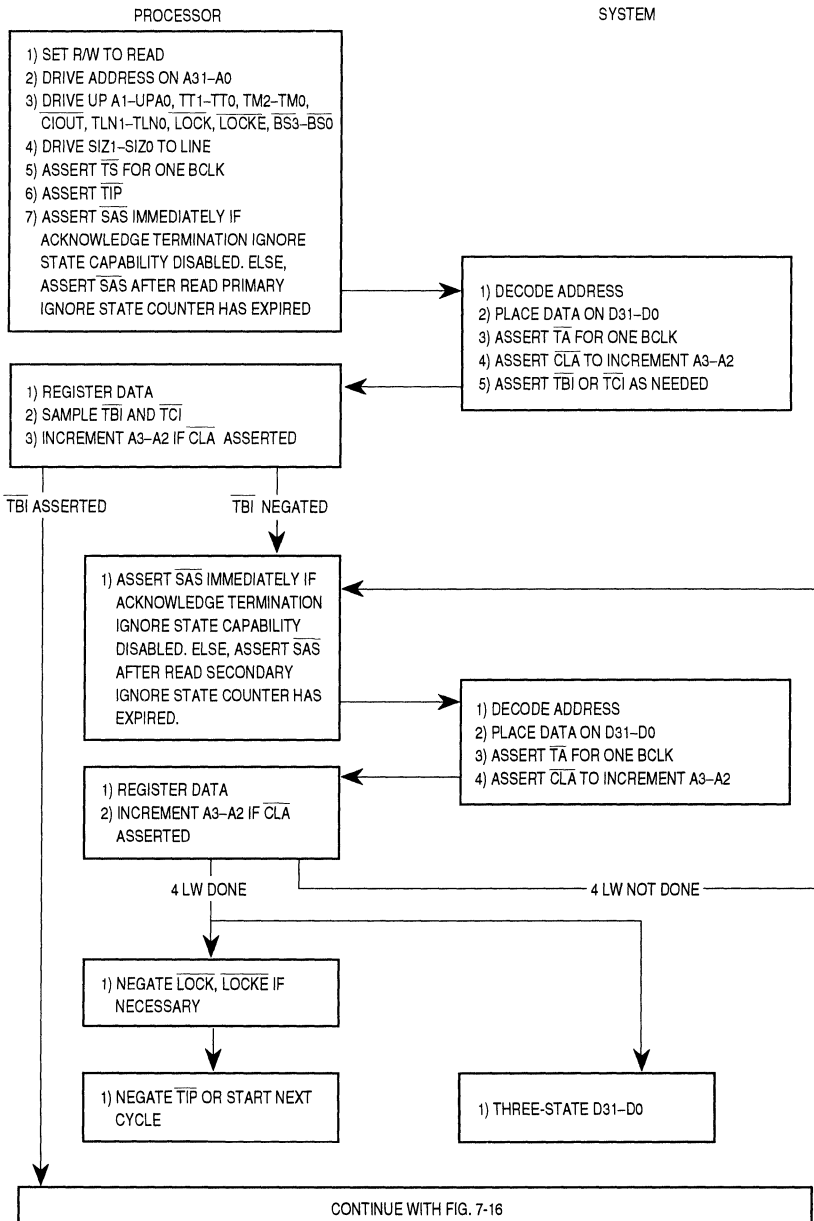 PROCESSOR
SYSTEM
1) SET R/W TO READ
2) DRIVE ADDRESS ON A31–A0
3) DRIVE UP A1–UPA0, TT1–TT0, TM2–TM0,
CIOUT, TLN1–TLN0, LOCK, LOCKE, BS3–BS0
4) DRIVE SIZ1–SIZ0 TO LINE
5) ASSERT TS FOR ONE BCLK
6) ASSERT TIP
7) ASSERT SAS IMMEDIATELY IF
ACKNOWLEDGE TERMINATION IGNORE
STATE CAPABILITY DISABLED. ELSE,
ASSERT SAS AFTER READ PRIMARY
IGNORE STATE COUNTER HAS EXPIRED
1) DECODE ADDRESS
2) PLACE DATA ON D31–D0
3) ASSERT TA FOR ONE BCLK
4) ASSERT CLA TO INCREMENT A3–A2
5) ASSERT TBI OR TCI AS NEEDED
1) REGISTER DATA
2) SAMPLE TBI AND TCI
3) INCREMENT A3–A2 IF CLA ASSERTED
TBI ASSERTED
TBI NEGATED
1) ASSERT SAS IMMEDIATELY IF
ACKNOWLEDGE TERMINATION
IGNORE STATE CAPABILITY
DISABLED. ELSE, ASSERT SAS
AFTER READ SECONDARY
IGNORE STATE COUNTER HAS
EXPIRED.
1) DECODE ADDRESS
2) PLACE DATA ON D31–D0
3) ASSERT TA FOR ONE BCLK
4) ASSERT CLA TO INCREMENT A3–A2
1) REGISTER DATA
2) INCREMENT A3–A2 IF CLA
ASSERTED
4 LW DONE
4 LW NOT DONE
1) NEGATE LOCK, LOCKE IF
NECESSARY
1) NEGATE TIP OR START NEXT
CYCLE
1) THREE-STATE D31–D0
CONTINUE WITH FIG. 7-16